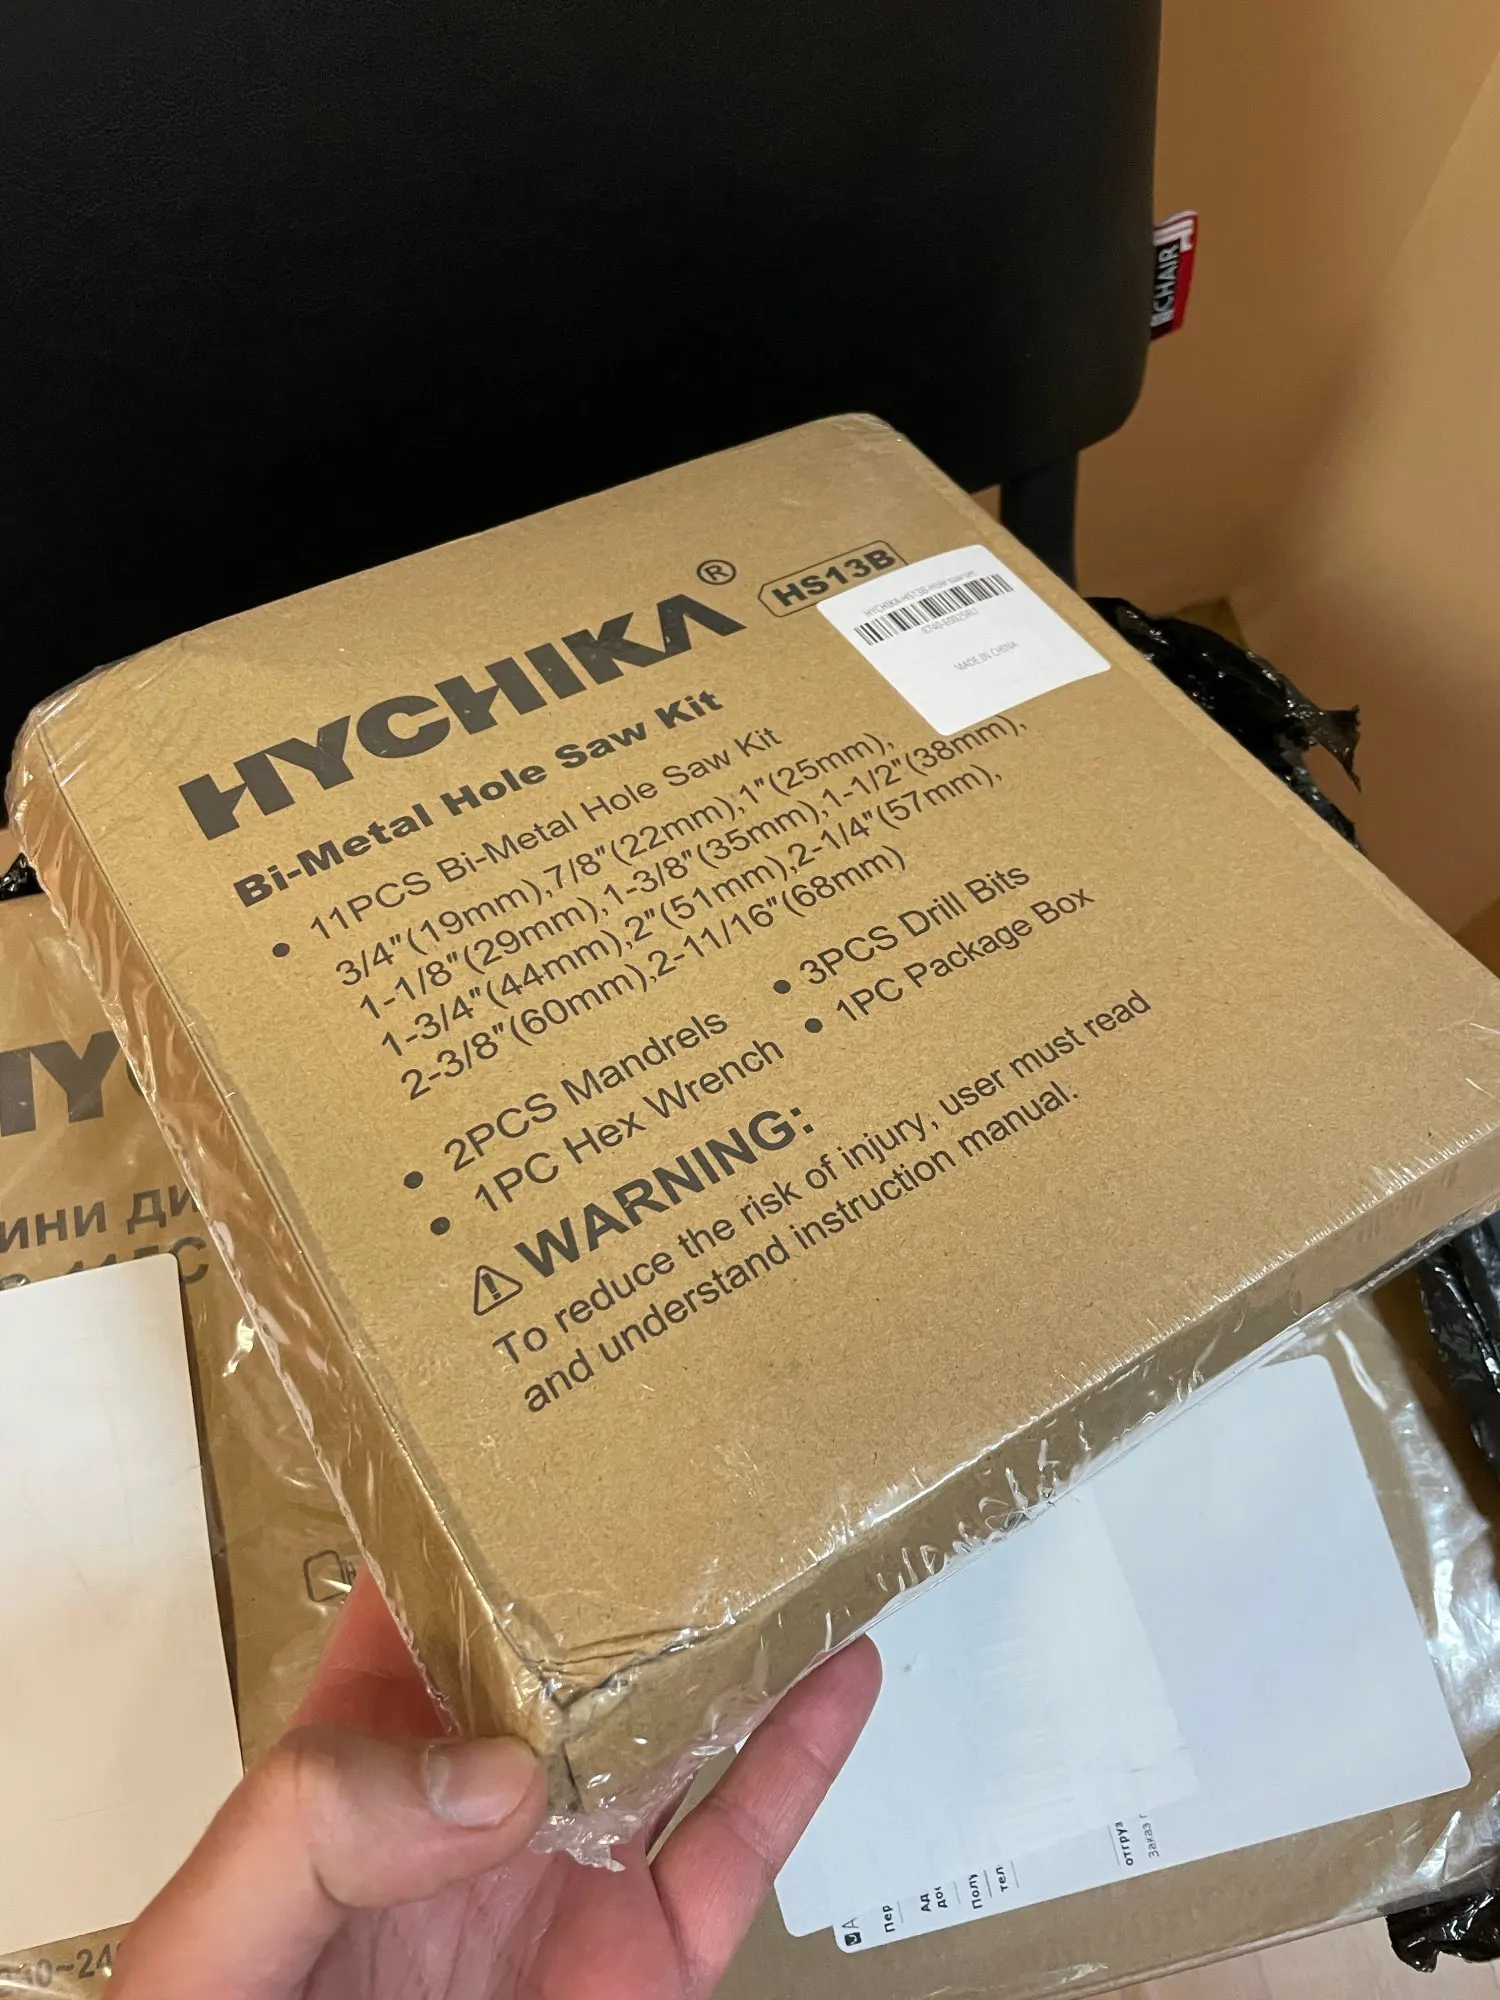 CHAIR
HYCHIKA®
HS13B
MADE IN CHINA
Bi-Metal Hole Saw Kit
• 11PCS Bi-Metal Hole Saw Kit
3/4"(19mm),7/8"(22mm),1"(25mm),
1-1/8"(29mm),1-3/8"(35mm),1-1/2"(38mm),
1-3/4"(44mm),2"(51mm),2-1/4"(57mm),
2-3/8"(60mm),2-11/16"(68mm)
• 2PCS Mandrels • 3PCS Drill Bits
• 1PC Hex Wrench • 1PC Package Box
⚠WARNING:
To reduce the risk of injury, user must read
and understand instruction manual.
HY
ини ди